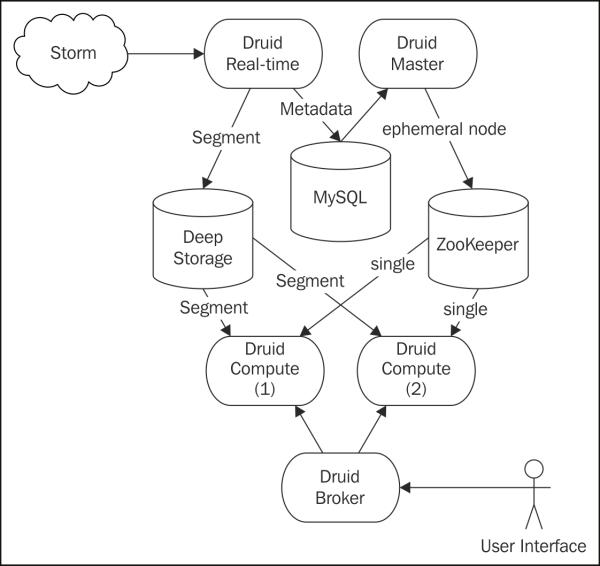 Storm
Druid
Real-time
Druid
Master
Metadata
Segment
ephemeral node
MySQL
Deep
Storage
ZooKeeper
single
Segment
Segment
single
Druid
Compute
(1)
Druid
Compute
(2)
Druid
Broker
User Interface